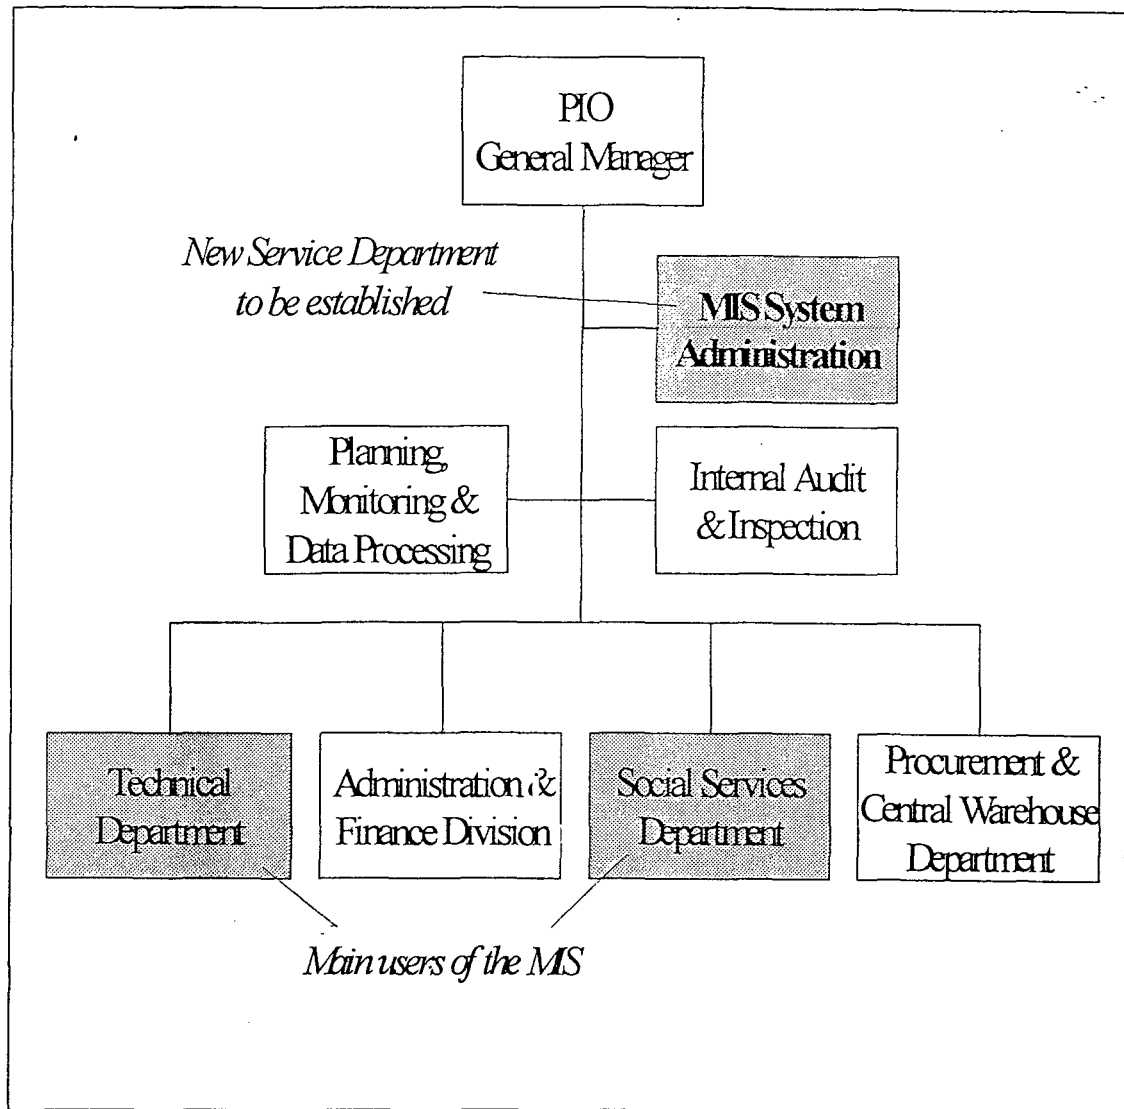 PIO
General Manager
New Service Department
to be established
MIS System
Administration
Planning,
Monitoring &
Data Processing
Internal Audit
& Inspection
Technical
Department
Administration &
Finance Division
Social Services
Department
Procurement &
Central Warehouse
Department
Main users of the MIS